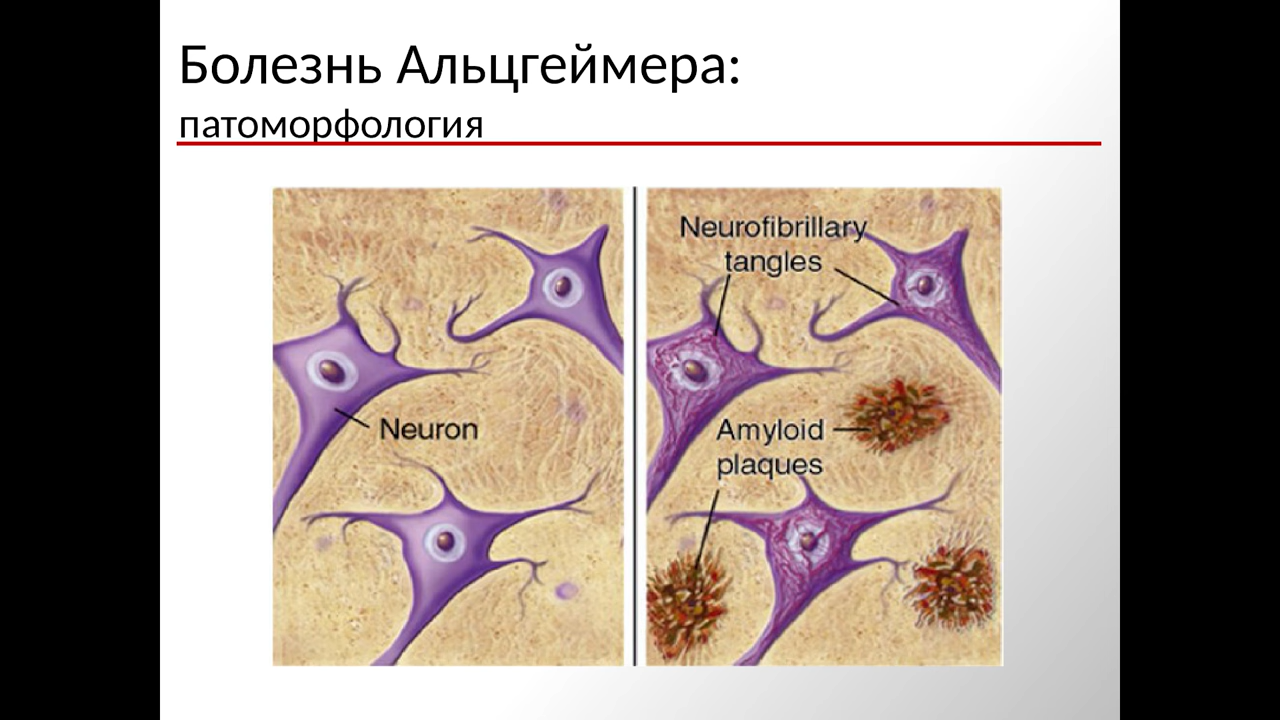 Болезнь Альцгеймера:
патоморфология
Neuron
Neurofibrillary
tangles
Amyloid
plaques